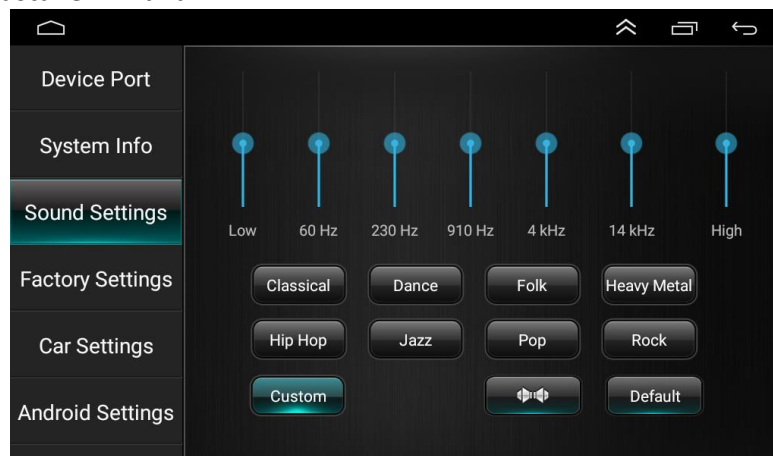 Device Port
System Info
Sound Settings
Factory Settings
Car Settings
Android Settings
Low 60 Hz 230 Hz 910 Hz 4 kHz 14 kHz High
Classical Dance Folk Heavy Metal
Hip Hop Jazz Pop Rock
Custom Default